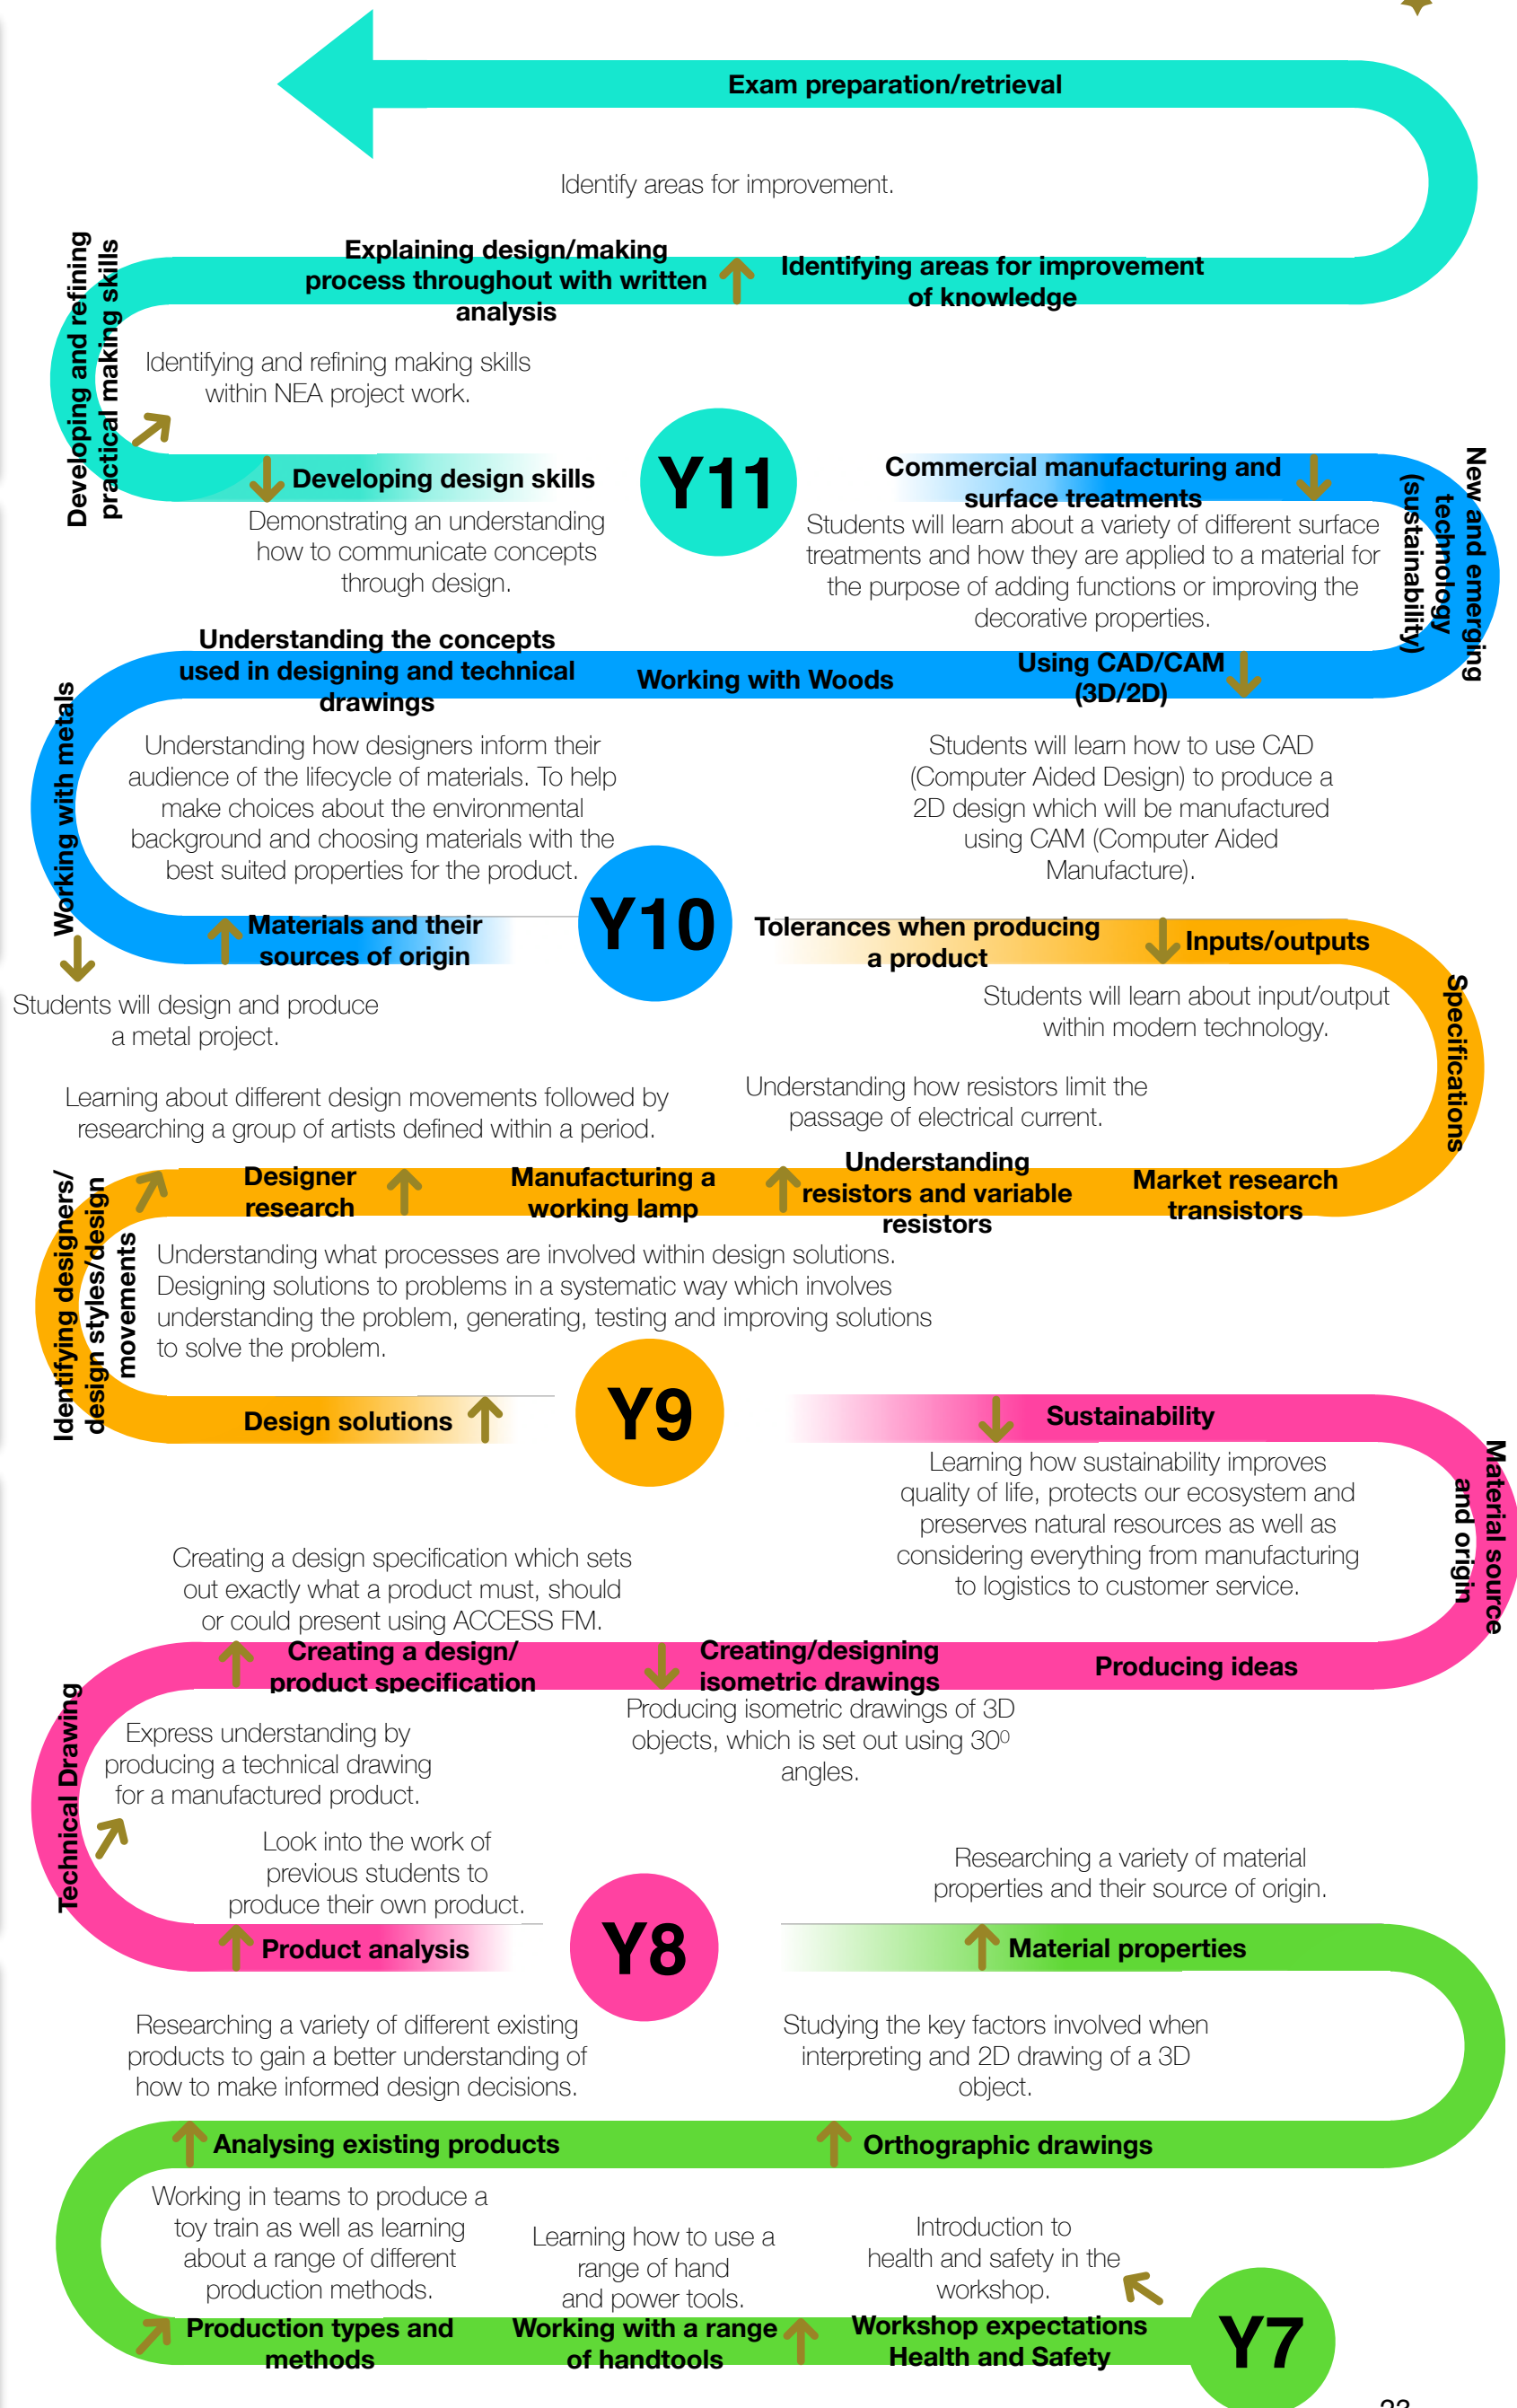 Exam preparation/retrieval
Identify areas for improvement.
Explaining design/making
process throughout with written
analysis
Identifying areas for improvement
of knowledge
Developing and refining
practical making skills
Identifying and refining making skills
within NEA project work.
Developing design skills
Demonstrating an understanding
how to communicate concepts
through design.
Y11
Commercial manufacturing and
surface treatments
Students will learn about a variety of different surface
treatments and how they are applied to a material for
the purpose of adding functions or improving the
decorative properties.
New and emerging
technology
(sustainability)
Understanding the concepts
used in designing and technical
drawings
Working with Woods
Using CAD/CAM
(3D/2D)
Working with metals
Understanding how designers inform their
audience of the lifecycle of materials. To help
make choices about the environmental
background and choosing materials with the
best suited properties for the product.
Students will learn how to use CAD
(Computer Aided Design) to produce a
2D design which will be manufactured
using CAM (Computer Aided
Manufacture).
Materials and their
sources of origin
Y10
Tolerances when producing
a product
Inputs/outputs
Students will design and produce
a metal project.
Students will learn about input/output
within modern technology.
Specifications
Learning about different design movements followed by
researching a group of artists defined within a period.
Understanding how resistors limit the
passage of electrical current.
Designer
research
Manufacturing a
working lamp
Understanding
resistors and variable
resistors
Market research
transistors
Identifying designers/
design styles/design
movements
Understanding what processes are involved within design solutions.
Designing solutions to problems in a systematic way which involves
understanding the problem, generating, testing and improving solutions
to solve the problem.
Design solutions
Y9
Sustainability
Learning how sustainability improves
quality of life, protects our ecosystem and
preserves natural resources as well as
considering everything from manufacturing
to logistics to customer service.
Material source
and origin
Creating a design specification which sets
out exactly what a product must, should
or could present using ACCESS FM.
Creating a design/
product specification
Creating/designing
isometric drawings
Producing ideas
Technical Drawing
Express understanding by
producing a technical drawing
for a manufactured product.
Producing isometric drawings of 3D
objects, which is set out using 30⁰
angles.
Look into the work of
previous students to
produce their own product.
Researching a variety of material
properties and their source of origin.
Product analysis
Y8
Material properties
Researching a variety of different existing
products to gain a better understanding of
how to make informed design decisions.
Studying the key factors involved when
interpreting and 2D drawing of a 3D
object.
Analysing existing products
Orthographic drawings
Working in teams to produce a
toy train as well as learning
about a range of different
production methods.
Learning how to use a
range of hand
and power tools.
Introduction to
health and safety in the
workshop.
Production types and
methods
Working with a range
of handtools
Workshop expectations
Health and Safety
Y7